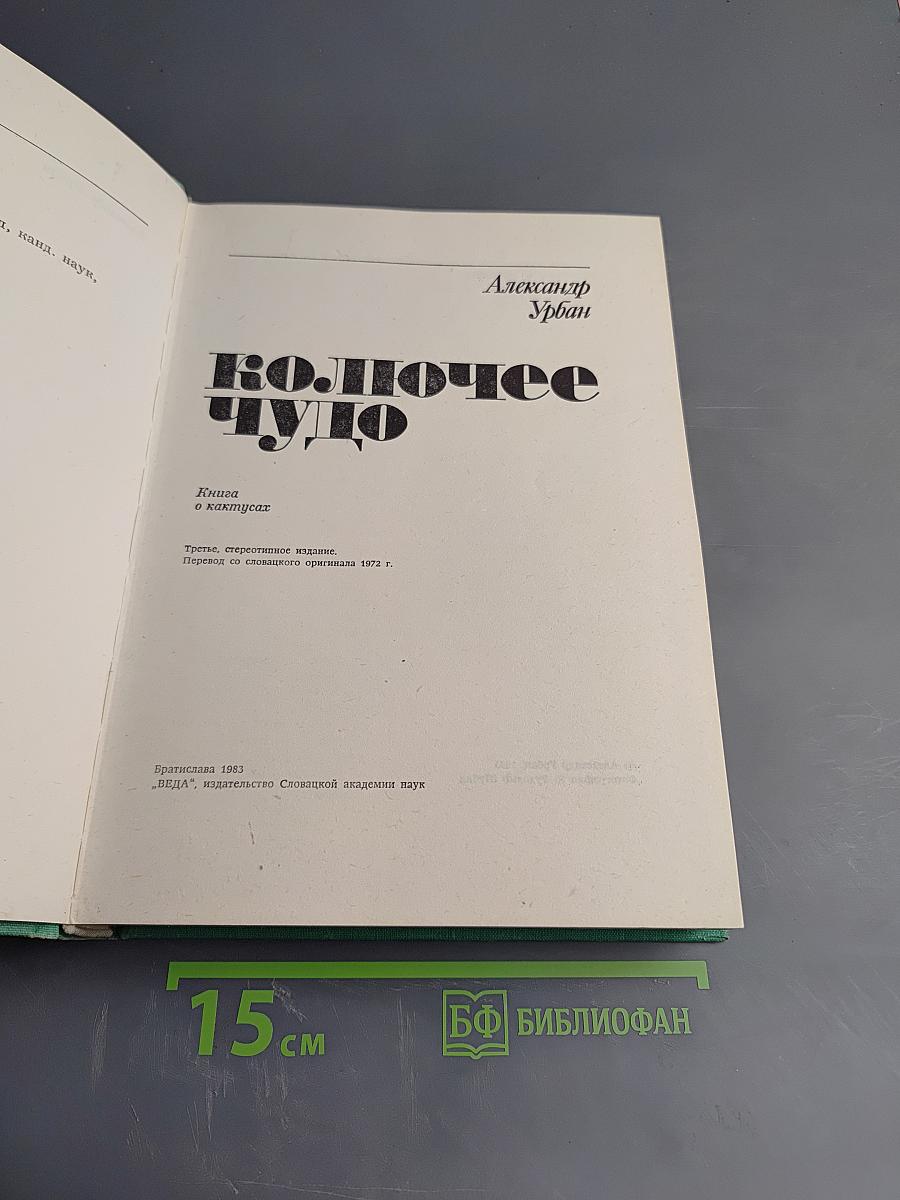 д, канд. наук,
Александр
Урбан
колючее
чудо
Книга
о кактусах
Третье, стереотипное издание.
Перевод со словацкого оригинала 1972 г.
Братислава 1983
„ВЕДА“, издательство Словацкой академии наук
15 см
БФ БИБЛИОФАН